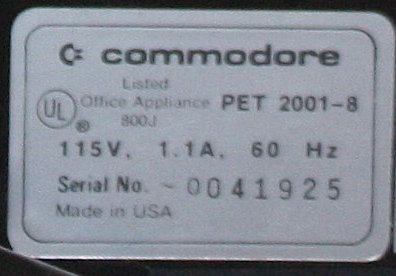 commodore
Listed
UL ® Office Appliance PET 2001-8
800J
115V, 1.1A, 60 Hz
Serial No. - 0041925
Made in USA